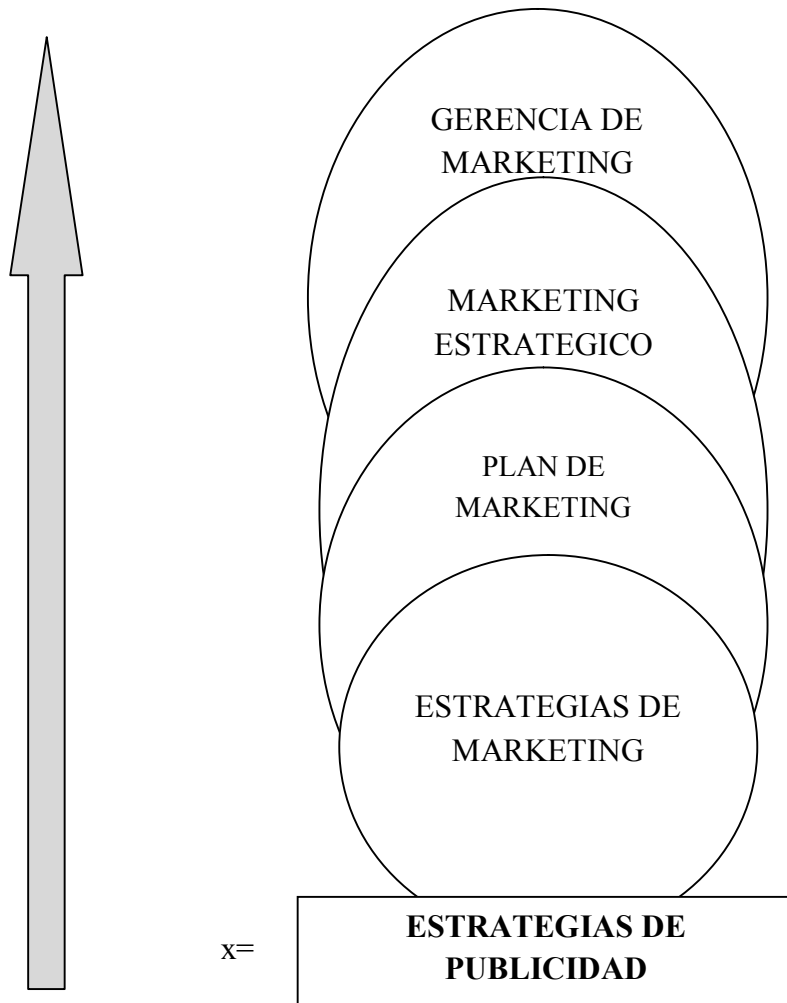 GERENCIA DE
MARKETING
MARKETING
ESTRATEGICO
PLAN DE
MARKETING
ESTRATEGIAS DE
MARKETING
x=
ESTRATEGIAS DE
PUBLICIDAD